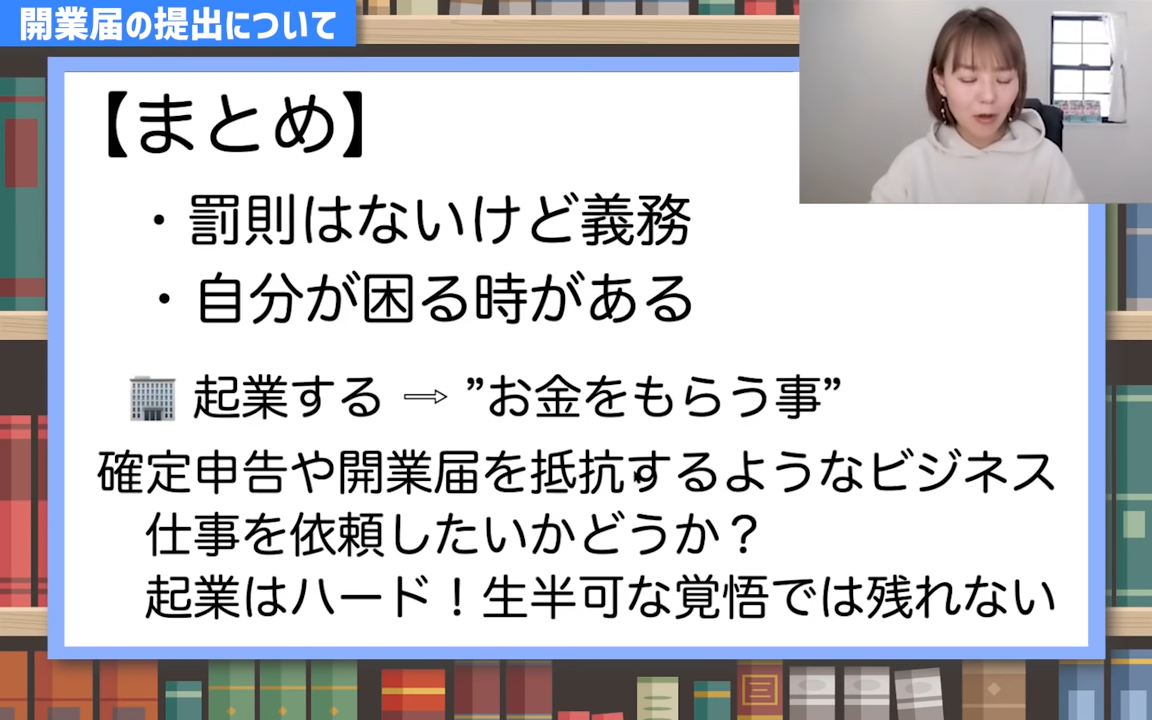 開業届の提出について
【まとめ】
・罰則はないけど義務
・自分が困る時がある
🏢 起業する ⇒ ”お金をもらう事”
確定申告や開業届を抵抗するようなビジネス
仕事を依頼したいかどうか？
起業はハード！生半可な覚悟では残れない